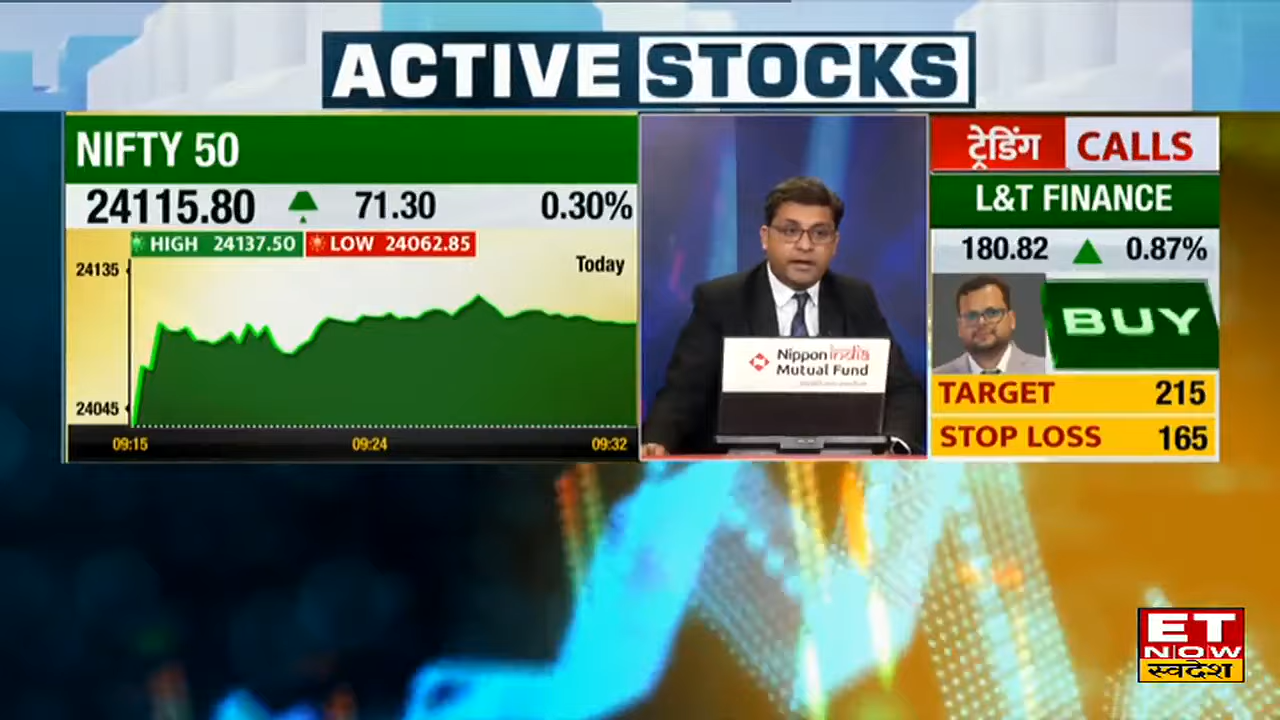 ACTIVE STOCKS
NIFTY 50
24115.80 71.30 0.30%
HIGH 24137.50 LOW 24062.85
Today
24135
24045
09:15 09:24 09:32
Nippon india
Mutual Fund
ट्रेडिंग CALLS
L&T FINANCE
180.82 0.87%
BUY
TARGET 215
STOP LOSS 165
ET
NOW
स्वदेश